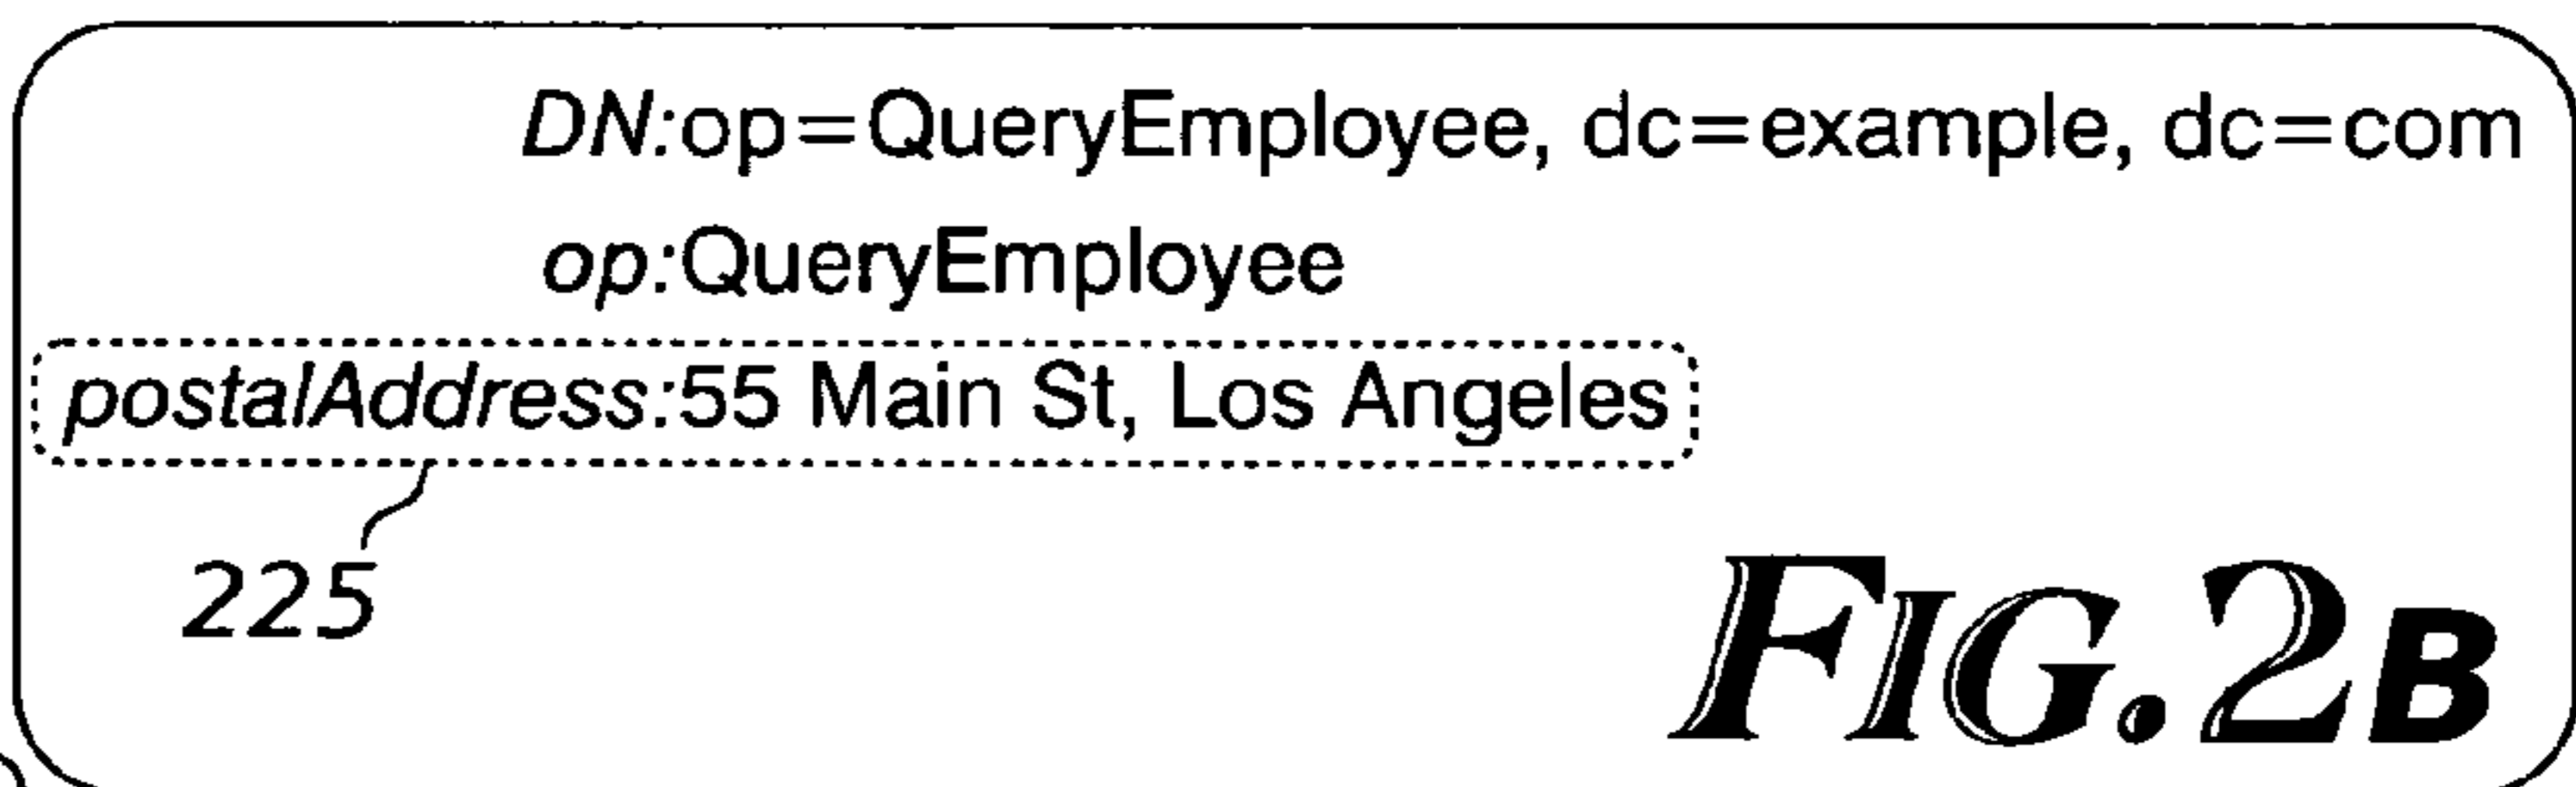 DN:op=QueryEmployee, dc=example, dc=com
op:QueryEmployee
postalAddress:55 Main St, Los Angeles
225
FIG.2B